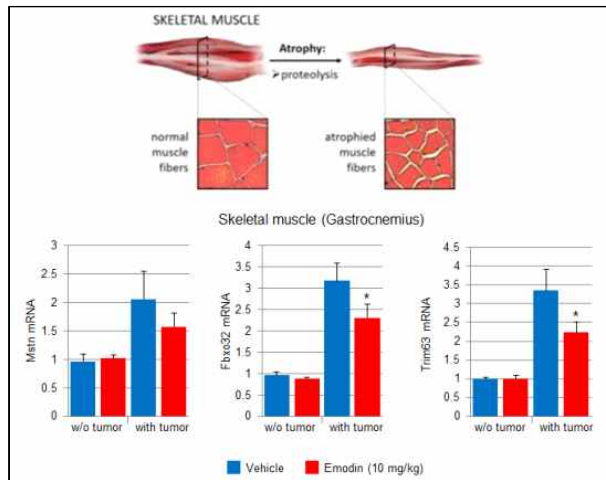 SKELETAL MUSCLE
Atrophy:
➢ proteolysis
normal
muscle
fibers
atrophied
muscle
fibers
Skeletal muscle (Gastrocnemius)
Mstn mRNA
3
2.5
2
1.5
1
0.5
0
w/o tumor
with tumor
Fbxo32 mRNA
4
3.5
3
2.5
2
1.5
1
0.5
0
*
w/o tumor
with tumor
Trim63 mRNA
4.5
4
3.5
3
2.5
2
1.5
1
0.5
0
*
w/o tumor
with tumor
Vehicle
Emodin (10 mg/kg)